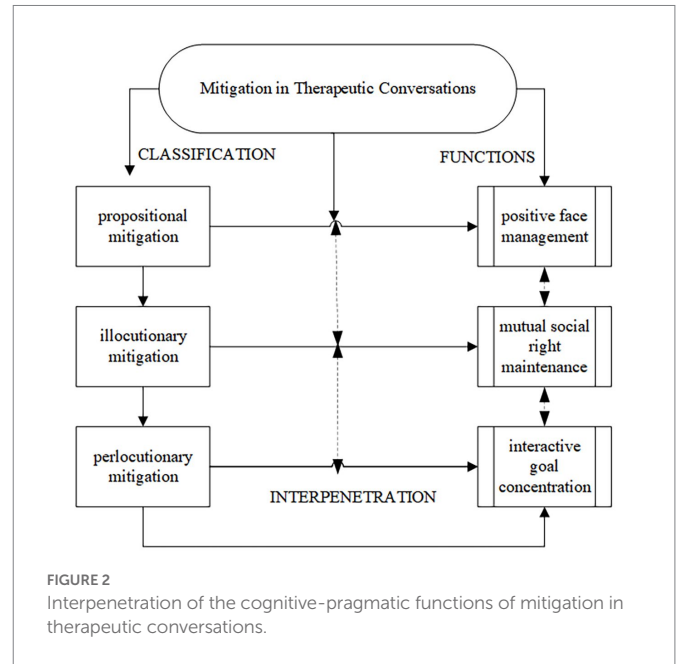 Mitigation in Therapeutic Conversations
CLASSIFICATION
FUNCTIONS
propositional
mitigation
positive face
management
illocutionary
mitigation
mutual social
right
maintenance
perlocutionary
mitigation
interactive
goal
concentration
INTERPENETRATION
FIGURE 2
Interpenetration of the cognitive-pragmatic functions of mitigation in
therapeutic conversations.